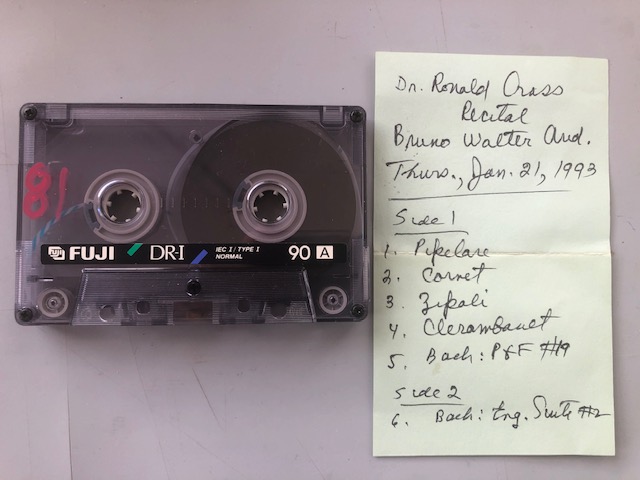 81
FUJI DR-I IEC I / TYPE I
NORMAL
90 A
Dr. Ronald Crass
Recital
Bruno Walter Aud.
Thurs., Jan. 21, 1993
Side 1
1. Pipelare
2. Cornet
3. Zipoli
4. Clerambault
5. Bach: P&F #19
Side 2
6. Bach: Eng. Suite #2